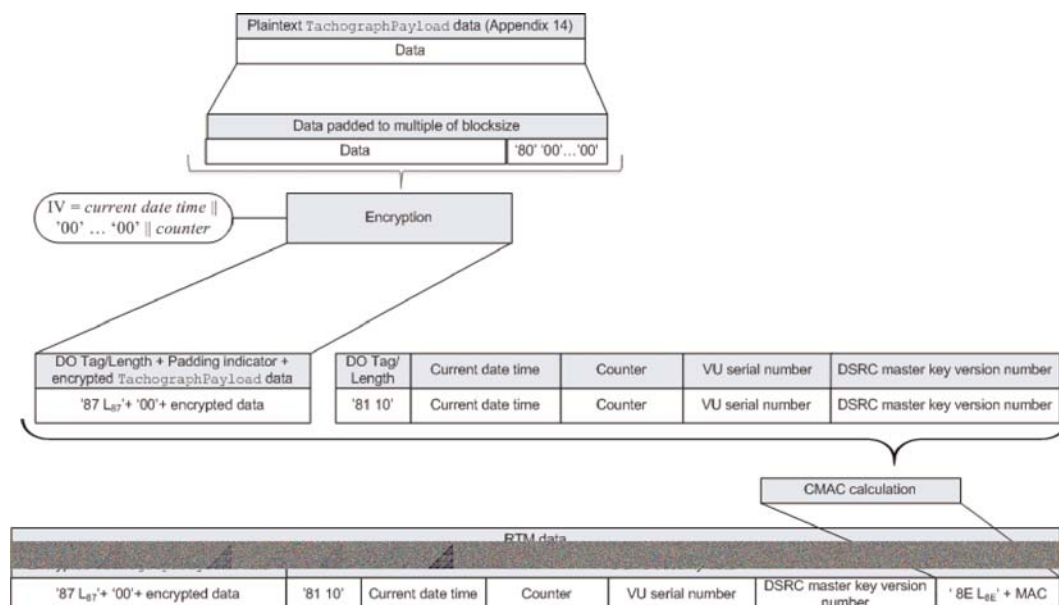 Plaintext TachographPayload data (Appendix 14)
Data
Data padded to multiple of blocksize
Data '80' '00'...'00'
IV = current date time ||
'00' … '00' || counter
Encryption
DO Tag/Length + Padding indicator +
encrypted TachographPayload data
DO Tag/
Length
Current date time
Counter
VU serial number
DSRC master key version number
'87 L87'+ '00'+ encrypted data
'81 10'
Current date time
Counter
VU serial number
DSRC master key version number
CMAC calculation
RTM data
'87 L87'+ '00'+ encrypted data
'81 10'
Current date time
Counter
VU serial number
DSRC master key version
number
'8E L8E' + MAC